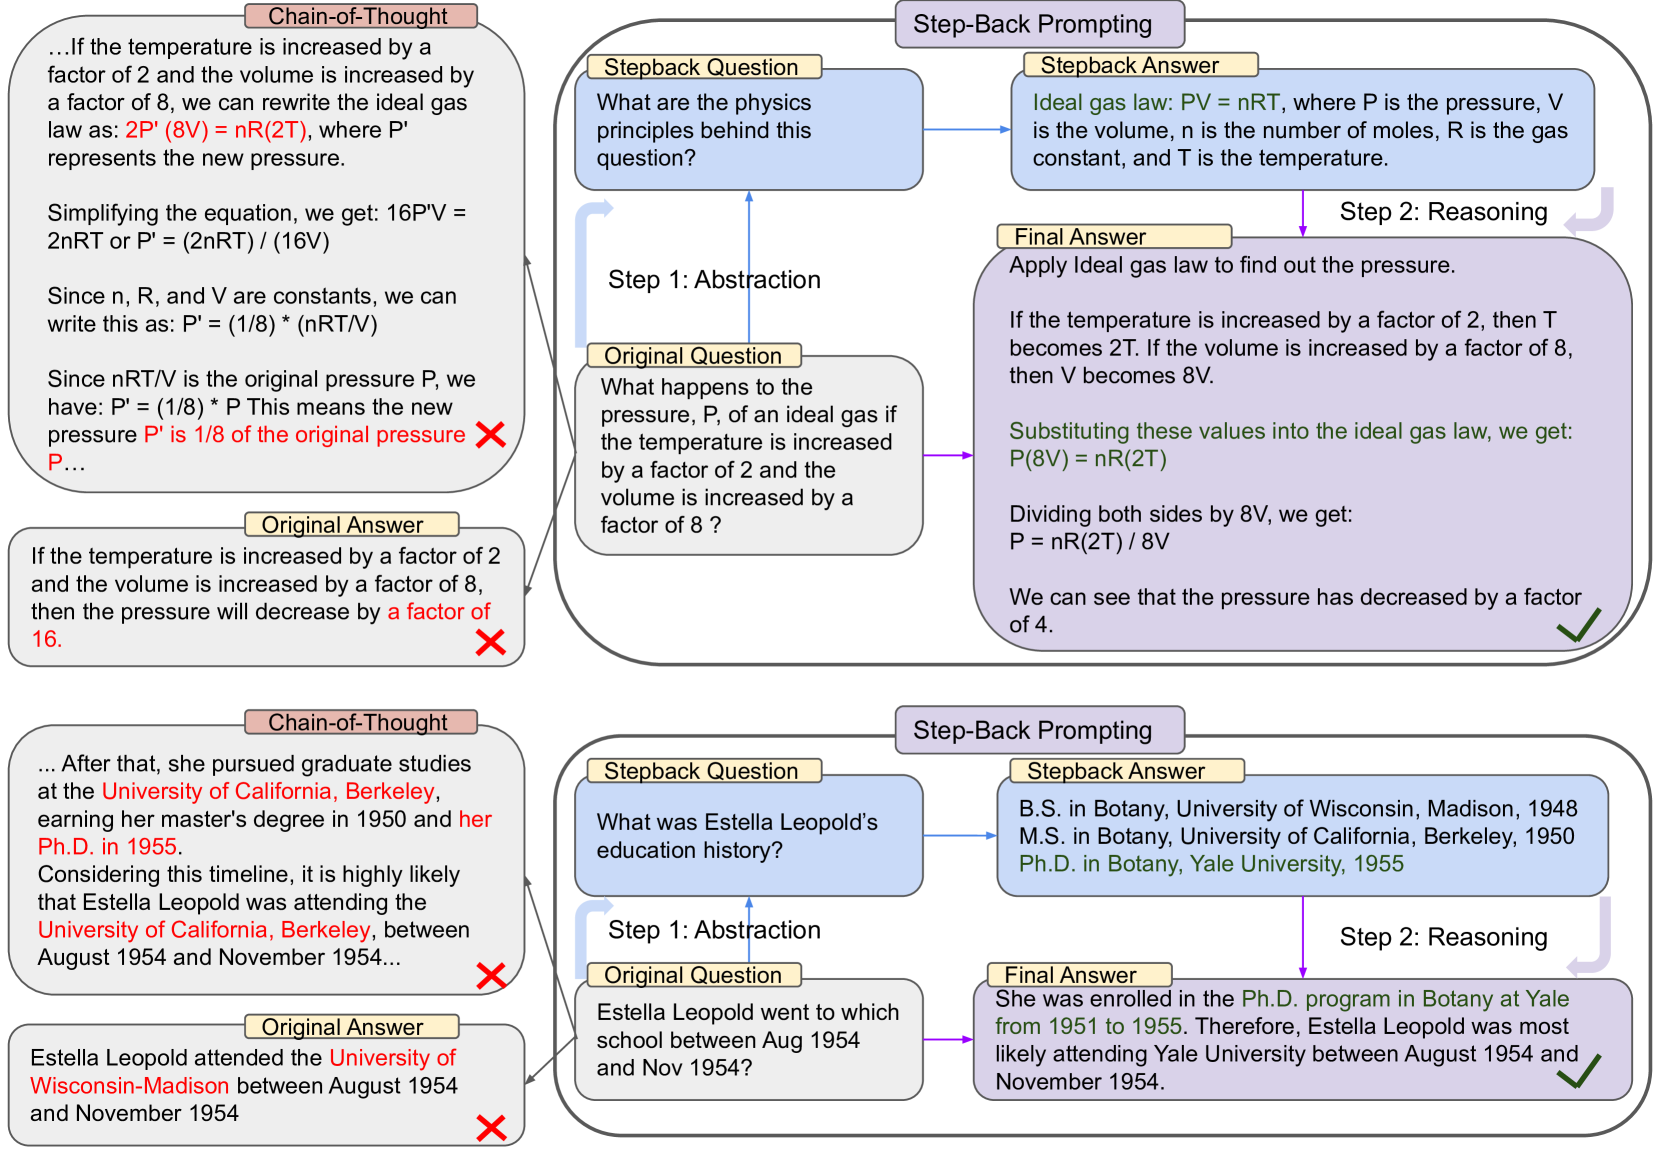 Chain-of-Thought
…If the temperature is increased by a
factor of 2 and the volume is increased by
a factor of 8, we can rewrite the ideal gas
law as: 2P' (8V) = nR(2T), where P'
represents the new pressure.
Simplifying the equation, we get: 16P'V =
2nRT or P' = (2nRT) / (16V)
Since n, R, and V are constants, we can
write this as: P' = (1/8) * (nRT/V)
Since nRT/V is the original pressure P, we
have: P' = (1/8) * P This means the new
pressure P' is 1/8 of the original pressure
P…
Original Answer
If the temperature is increased by a factor of 2
and the volume is increased by a factor of 8,
then the pressure will decrease by a factor of
16.
Step-Back Prompting
Stepback Question
What are the physics
principles behind this
question?
Stepback Answer
Ideal gas law: PV = nRT, where P is the pressure, V
is the volume, n is the number of moles, R is the gas
constant, and T is the temperature.
Step 1: Abstraction
Step 2: Reasoning
Original Question
What happens to the
pressure, P, of an ideal gas if
the temperature is increased
by a factor of 2 and the
volume is increased by a
factor of 8 ?
Final Answer
Apply Ideal gas law to find out the pressure.
If the temperature is increased by a factor of 2, then T
becomes 2T. If the volume is increased by a factor of 8,
then V becomes 8V.
Substituting these values into the ideal gas law, we get:
P(8V) = nR(2T)
Dividing both sides by 8V, we get:
P = nR(2T) / 8V
We can see that the pressure has decreased by a factor
of 4.
Chain-of-Thought
... After that, she pursued graduate studies
at the University of California, Berkeley,
earning her master's degree in 1950 and her
Ph.D. in 1955.
Considering this timeline, it is highly likely
that Estella Leopold was attending the
University of California, Berkeley, between
August 1954 and November 1954...
Original Answer
Estella Leopold attended the University of
Wisconsin-Madison between August 1954
and November 1954
Step-Back Prompting
Stepback Question
What was Estella Leopold’s
education history?
Stepback Answer
B.S. in Botany, University of Wisconsin, Madison, 1948
M.S. in Botany, University of California, Berkeley, 1950
Ph.D. in Botany, Yale University, 1955
Step 1: Abstraction
Step 2: Reasoning
Original Question
Estella Leopold went to which
school between Aug 1954
and Nov 1954?
Final Answer
She was enrolled in the Ph.D. program in Botany at Yale
from 1951 to 1955. Therefore, Estella Leopold was most
likely attending Yale University between August 1954 and
November 1954.